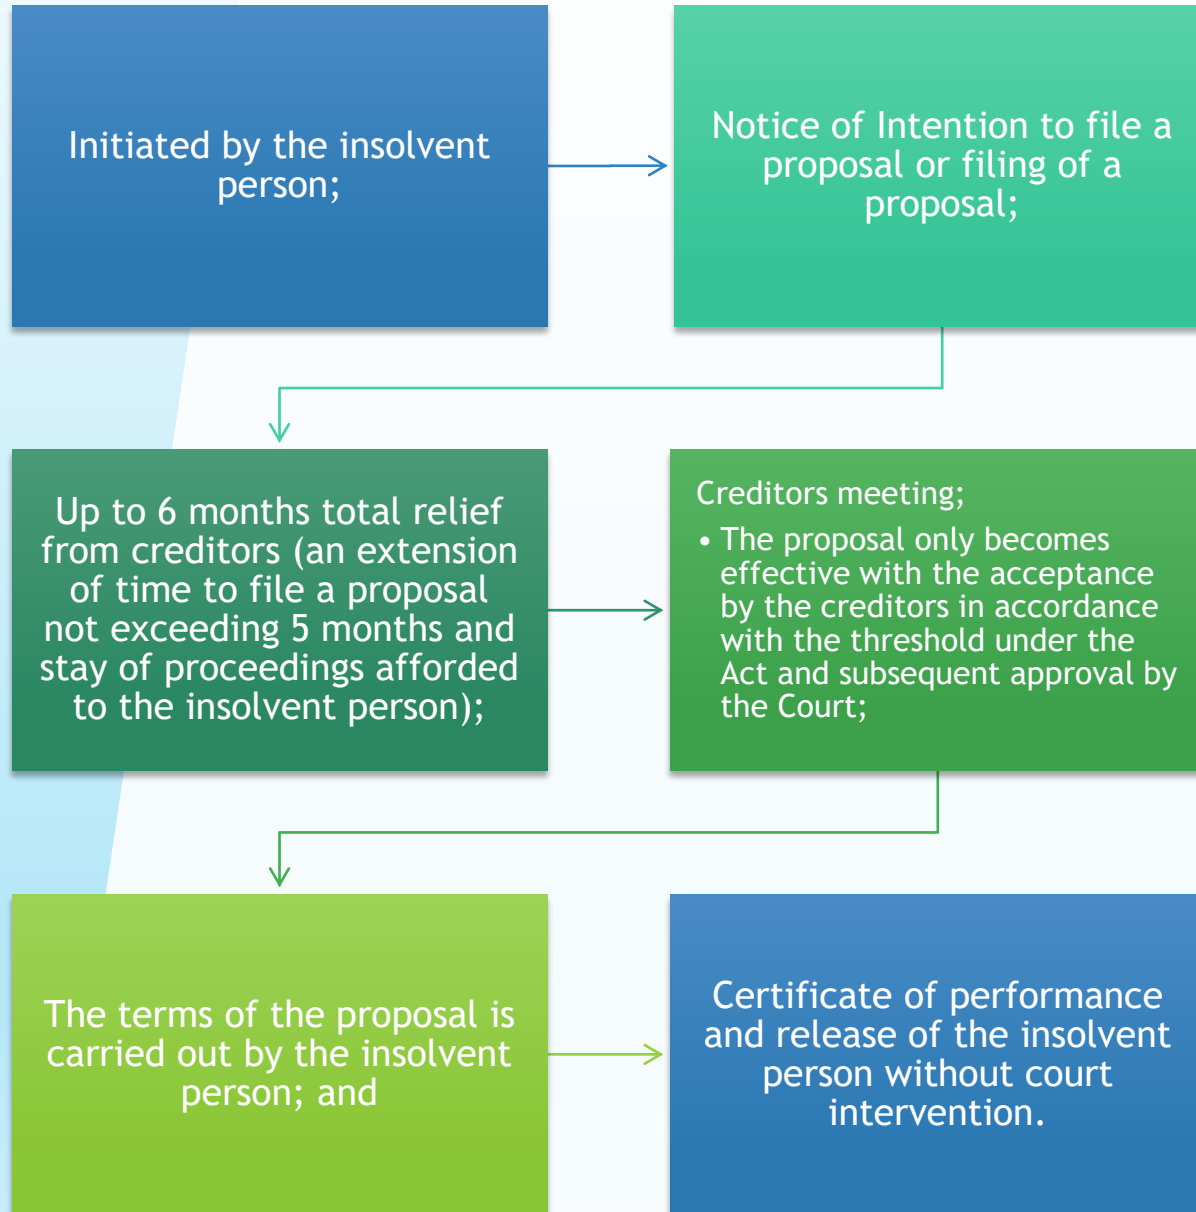 Initiated by the insolvent
person;
Notice of Intention to file a
proposal or filing of a
proposal;
Up to 6 months total relief
from creditors (an extension
of time to file a proposal
not exceeding 5 months and
stay of proceedings afforded
to the insolvent person);
Creditors meeting;
• The proposal only becomes
effective with the acceptance
by the creditors in accordance
with the threshold under the
Act and subsequent approval by
the Court;
The terms of the proposal is
carried out by the insolvent
person; and
Certificate of performance
and release of the insolvent
person without court
intervention.